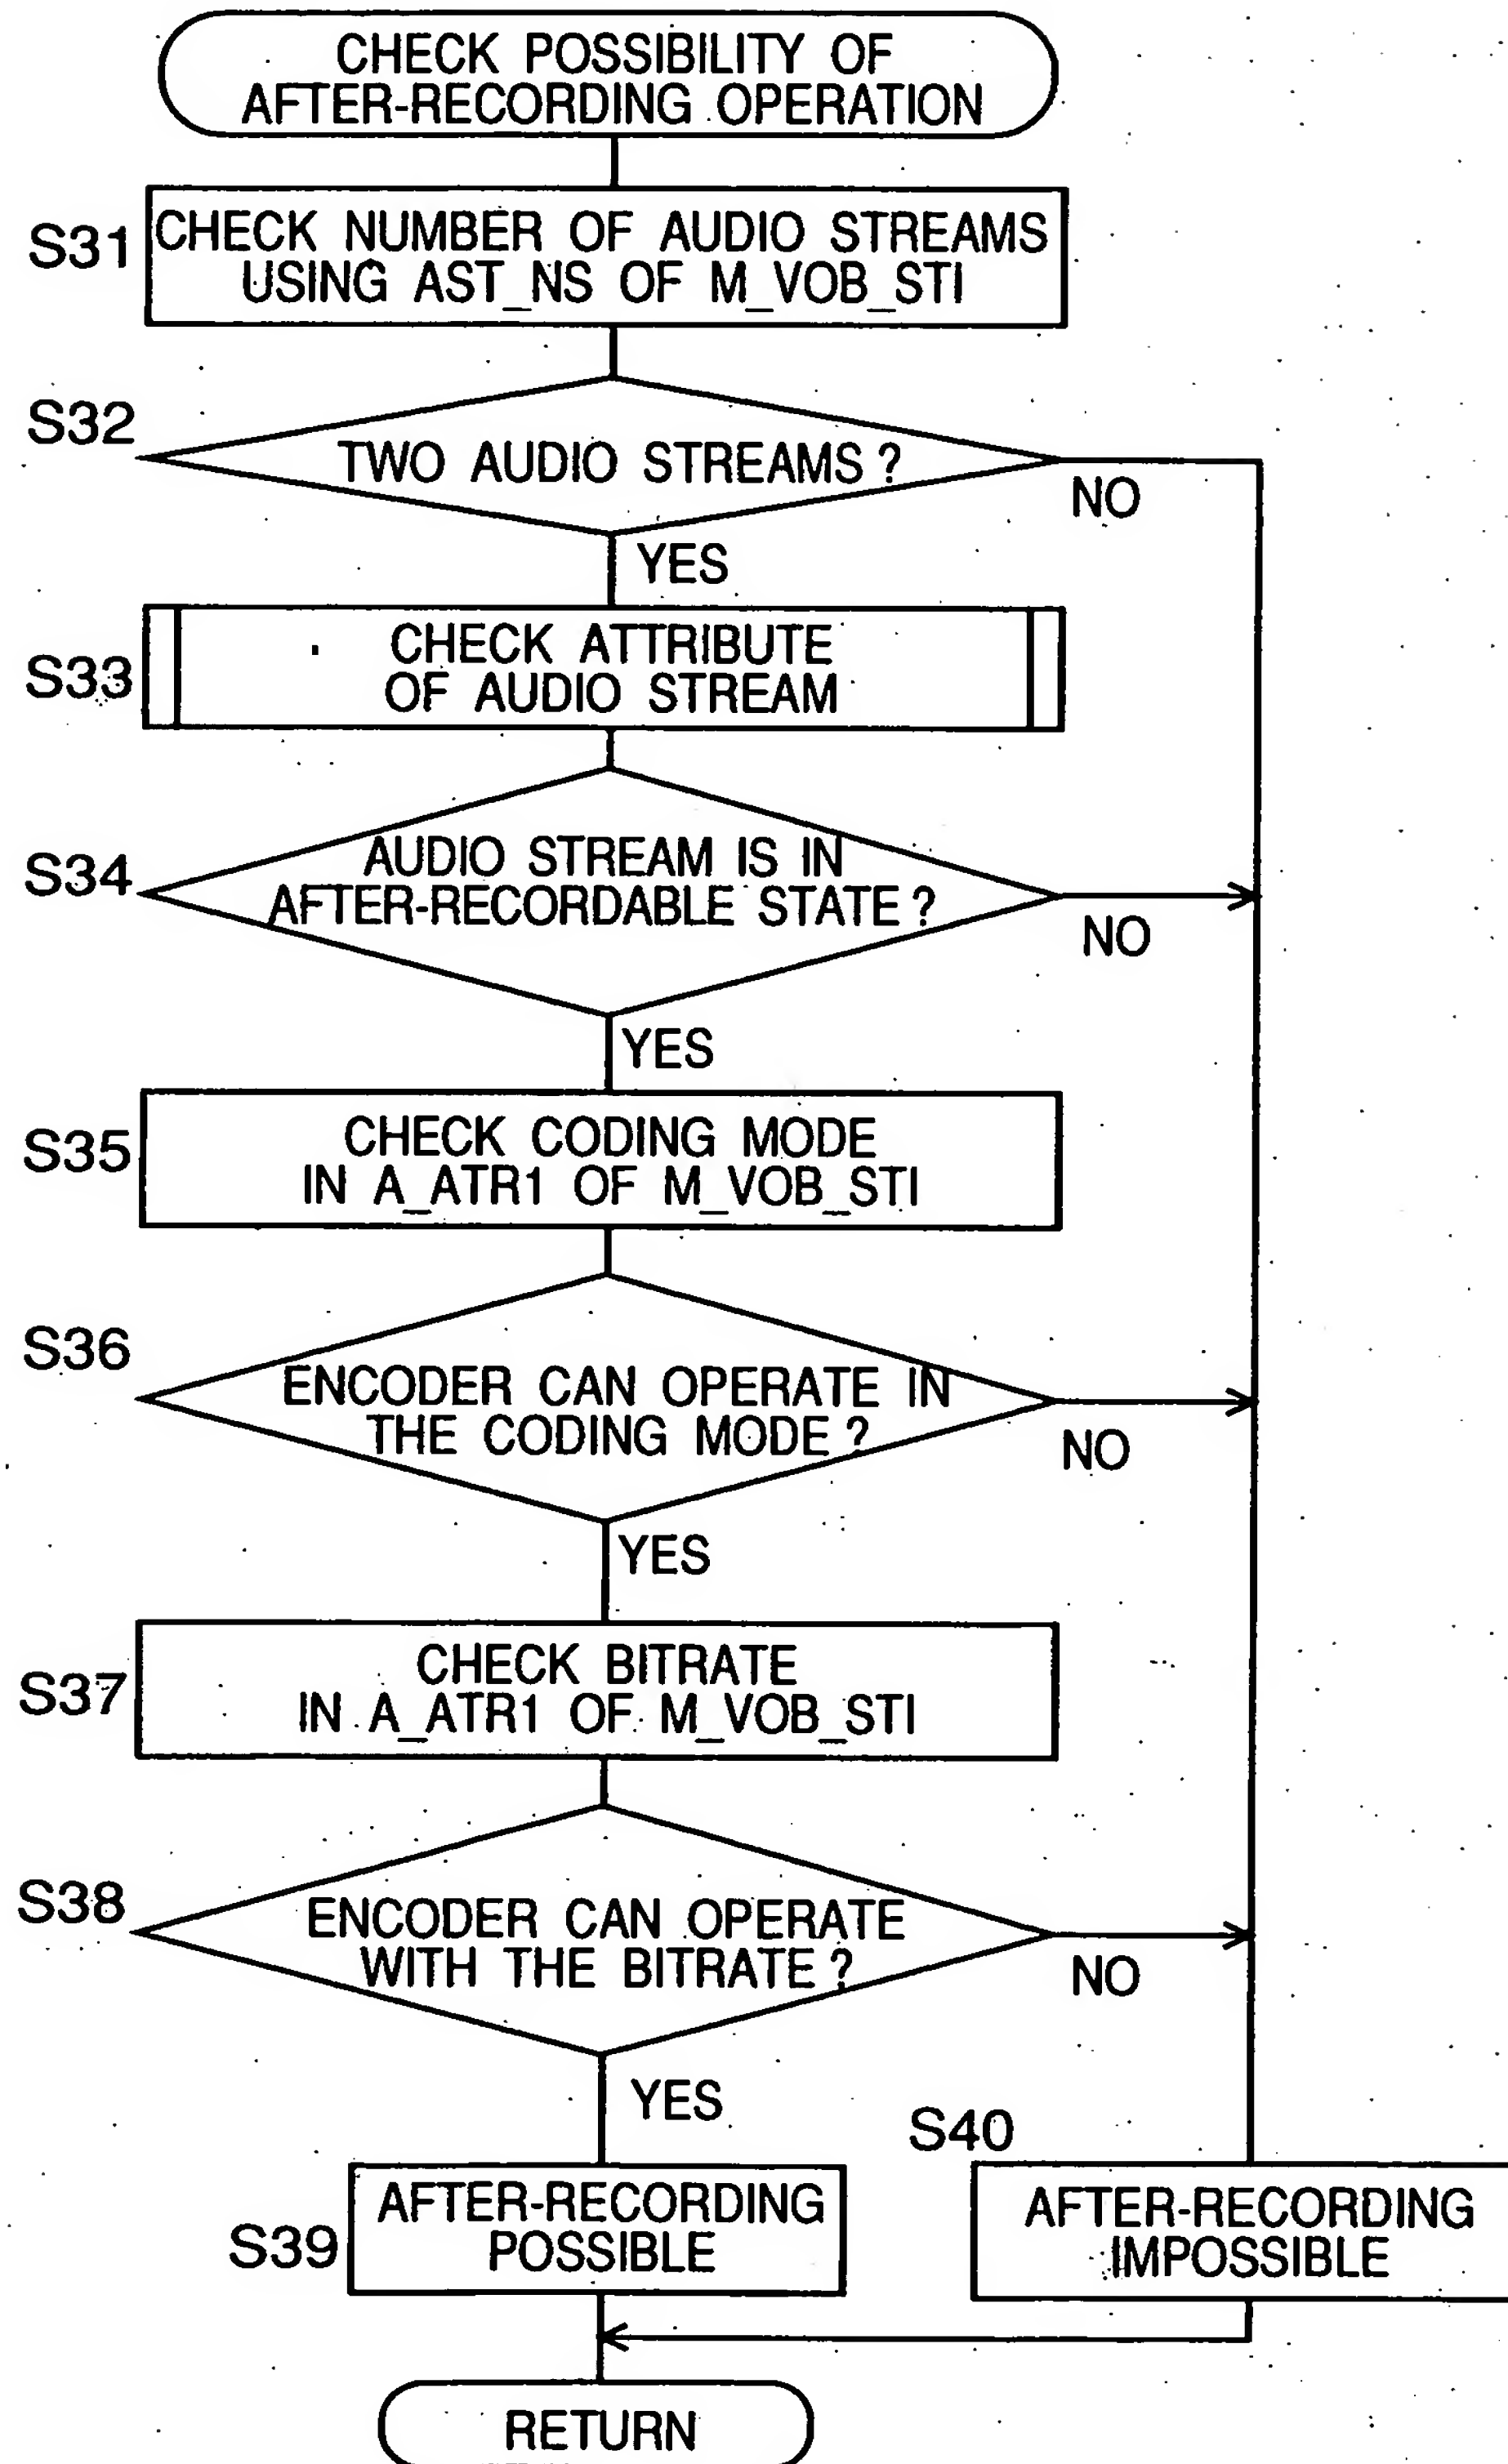 CHECK POSSIBILITY OF
AFTER-RECORDING OPERATION
S31
CHECK NUMBER OF AUDIO STREAMS
USING AST_NS OF M_VOB_STI
S32
TWO AUDIO STREAMS ?
NO
YES
S33
CHECK ATTRIBUTE
OF AUDIO STREAM
S34
AUDIO STREAM IS IN
AFTER-RECORDABLE STATE ?
NO
YES
S35
CHECK CODING MODE
IN A_ATR1 OF M_VOB_STI
S36
ENCODER CAN OPERATE IN
THE CODING MODE ?
NO
YES
S37
CHECK BITRATE
IN A_ATR1 OF M_VOB_STI
S38
ENCODER CAN OPERATE
WITH THE BITRATE ?
NO
YES
S39
AFTER-RECORDING
POSSIBLE
S40
AFTER-RECORDING
IMPOSSIBLE
RETURN